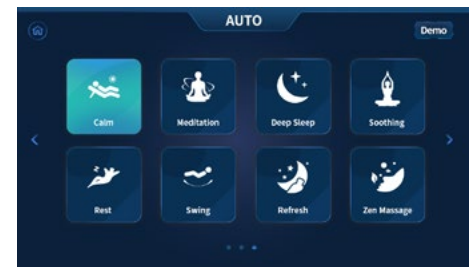 AUTO
Demo
Calm
Meditation
Deep Sleep
Soothing
Rest
Swing
Refresh
Zen Massage